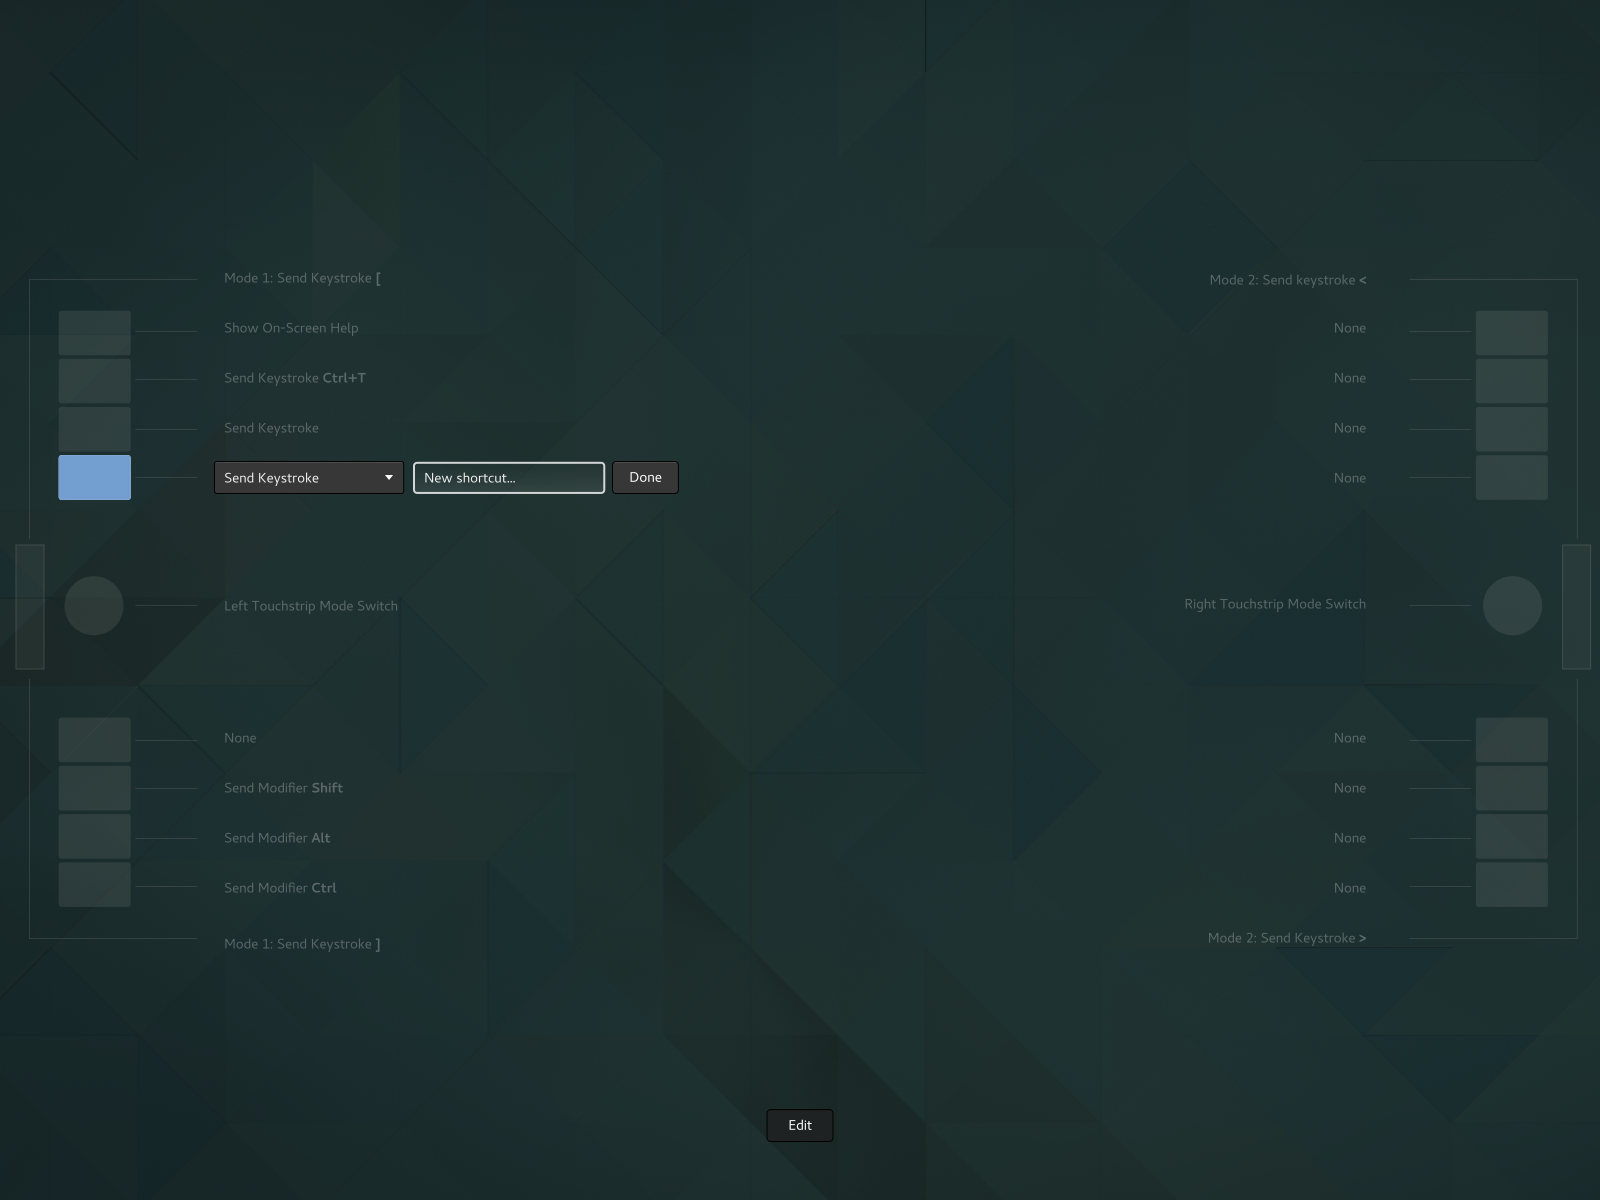 Mode 1: Send Keystroke [
Mode 2: Send keystroke <
Show On-Screen Help
None
Send Keystroke Ctrl+T
None
Send Keystroke
None
Send Keystroke
New shortcut...
Done
None
Left Touchstrip Mode Switch
Right Touchstrip Mode Switch
None
None
Send Modifier Shift
None
Send Modifier Alt
None
Send Modifier Ctrl
None
Mode 1: Send Keystroke ]
Mode 2: Send Keystroke >
Edit